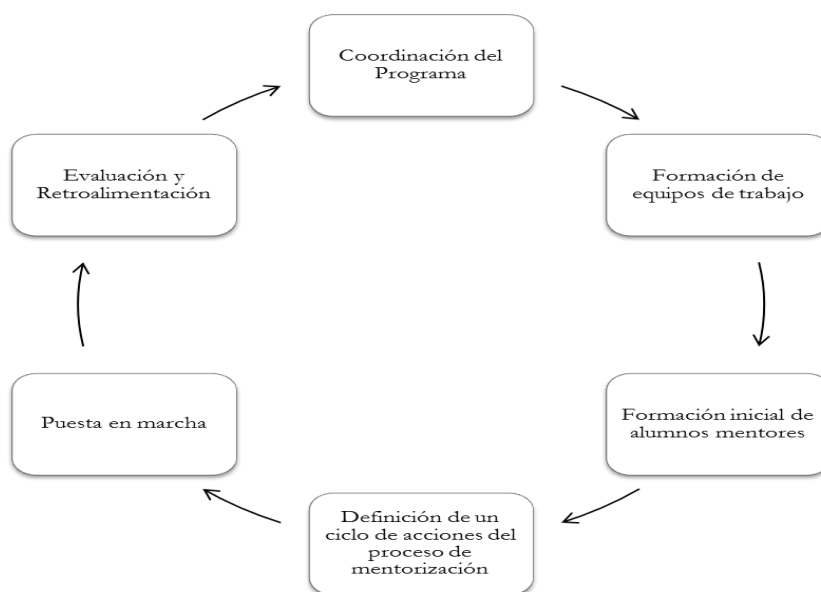 Coordinación del
Programa
Formación de
equipos de trabajo
Formación inicial de
alumnos mentores
Definición de un
ciclo de acciones del
proceso de
mentorización
Puesta en marcha
Evaluación y
Retroalimentación